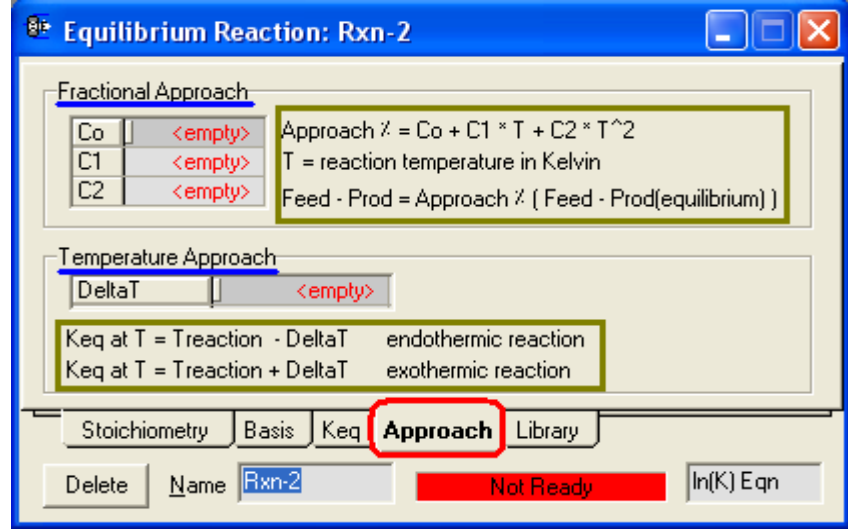 Equilibrium Reaction: Rxn-2
Fractional Approach
Co <empty>
C1 <empty>
C2 <empty>
Approach % = Co + C1 * T + C2 * T^2
T = reaction temperature in Kelvin
Feed - Prod = Approach % ( Feed - Prod(equilibrium) )
Temperature Approach
DeltaT <empty>
Keq at T = Treaction - DeltaT endothermic reaction
Keq at T = Treaction + DeltaT exothermic reaction
Stoichiometry Basis Keq Approach Library
Delete Name Rxn-2 Not Ready ln(K) Eqn